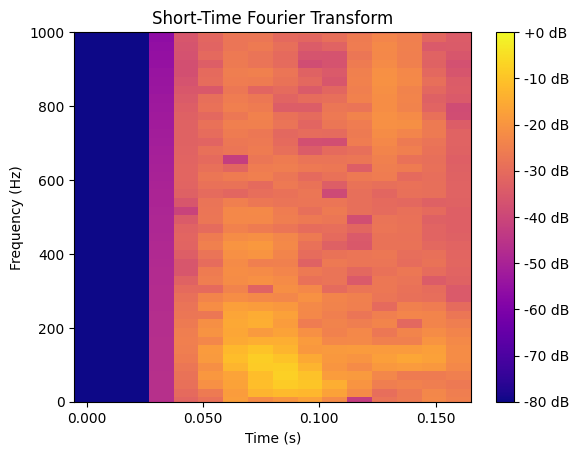 Short-Time Fourier Transform
1000
800
600
400
200
0
Frequency (Hz)
0.000
0.050
0.100
0.150
Time (s)
+0 dB
-10 dB
-20 dB
-30 dB
-40 dB
-50 dB
-60 dB
-70 dB
-80 dB